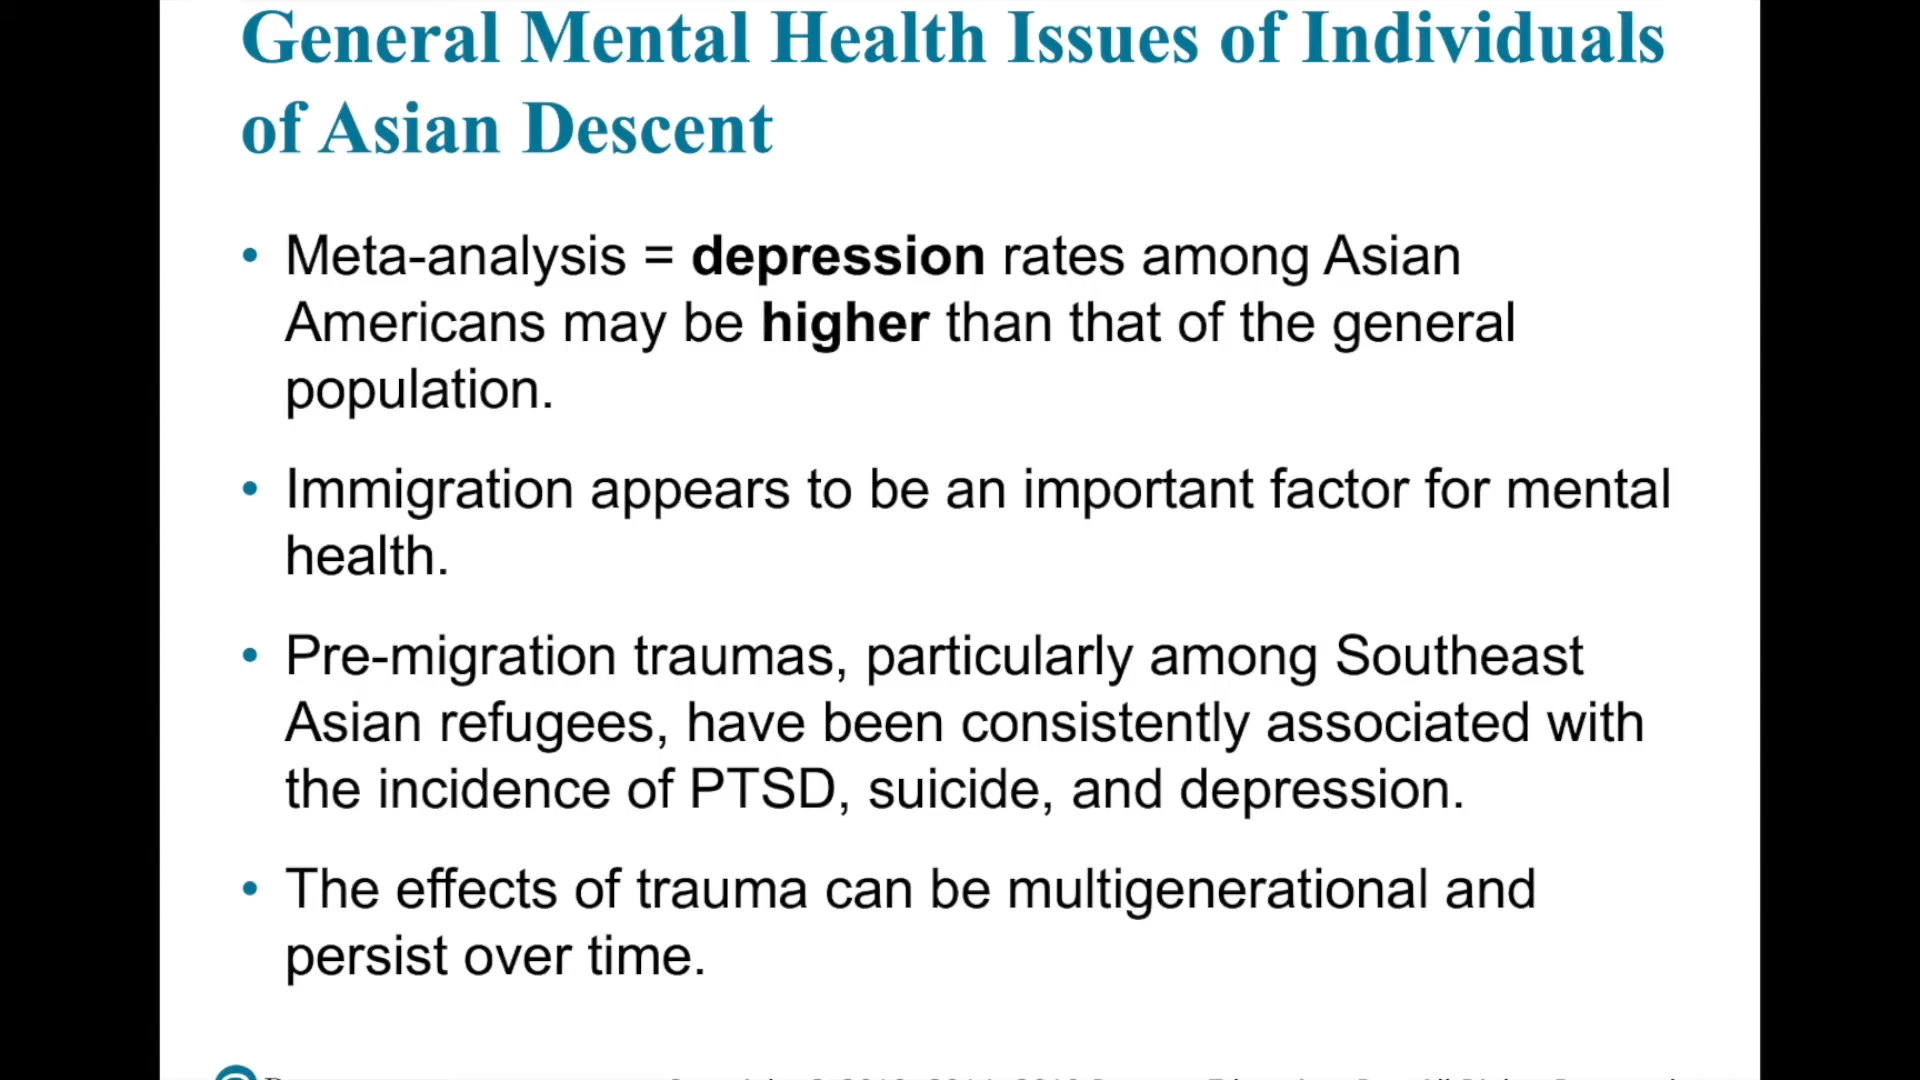 General Mental Health Issues of Individuals
of Asian Descent
• Meta-analysis = depression rates among Asian
Americans may be higher than that of the general
population.
• Immigration appears to be an important factor for mental
health.
• Pre-migration traumas, particularly among Southeast
Asian refugees, have been consistently associated with
the incidence of PTSD, suicide, and depression.
• The effects of trauma can be multigenerational and
persist over time.